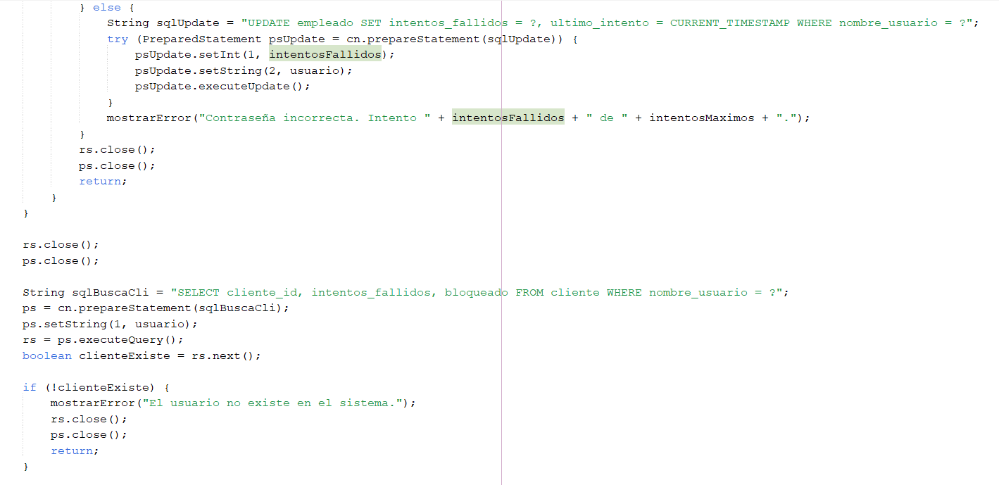 } else {
String sqlUpdate = "UPDATE empleado SET intentos_fallidos = ?, ultimo_intento = CURRENT_TIMESTAMP WHERE nombre_usuario = ?";
try (PreparedStatement psUpdate = cn.prepareStatement(sqlUpdate)) {
psUpdate.setInt(1, intentosFallidos);
psUpdate.setString(2, usuario);
psUpdate.executeUpdate();
}
mostrarError("Contraseña incorrecta. Intento " + intentosFallidos + " de " + intentosMaximos + ".");
}
rs.close();
ps.close();
return;
}
}
rs.close();
ps.close();
String sqlBuscaCli = "SELECT cliente_id, intentos_fallidos, bloqueado FROM cliente WHERE nombre_usuario = ?";
ps = cn.prepareStatement(sqlBuscaCli);
ps.setString(1, usuario);
rs = ps.executeQuery();
boolean clienteExiste = rs.next();
if (!clienteExiste) {
mostrarError("El usuario no existe en el sistema.");
rs.close();
ps.close();
return;
}